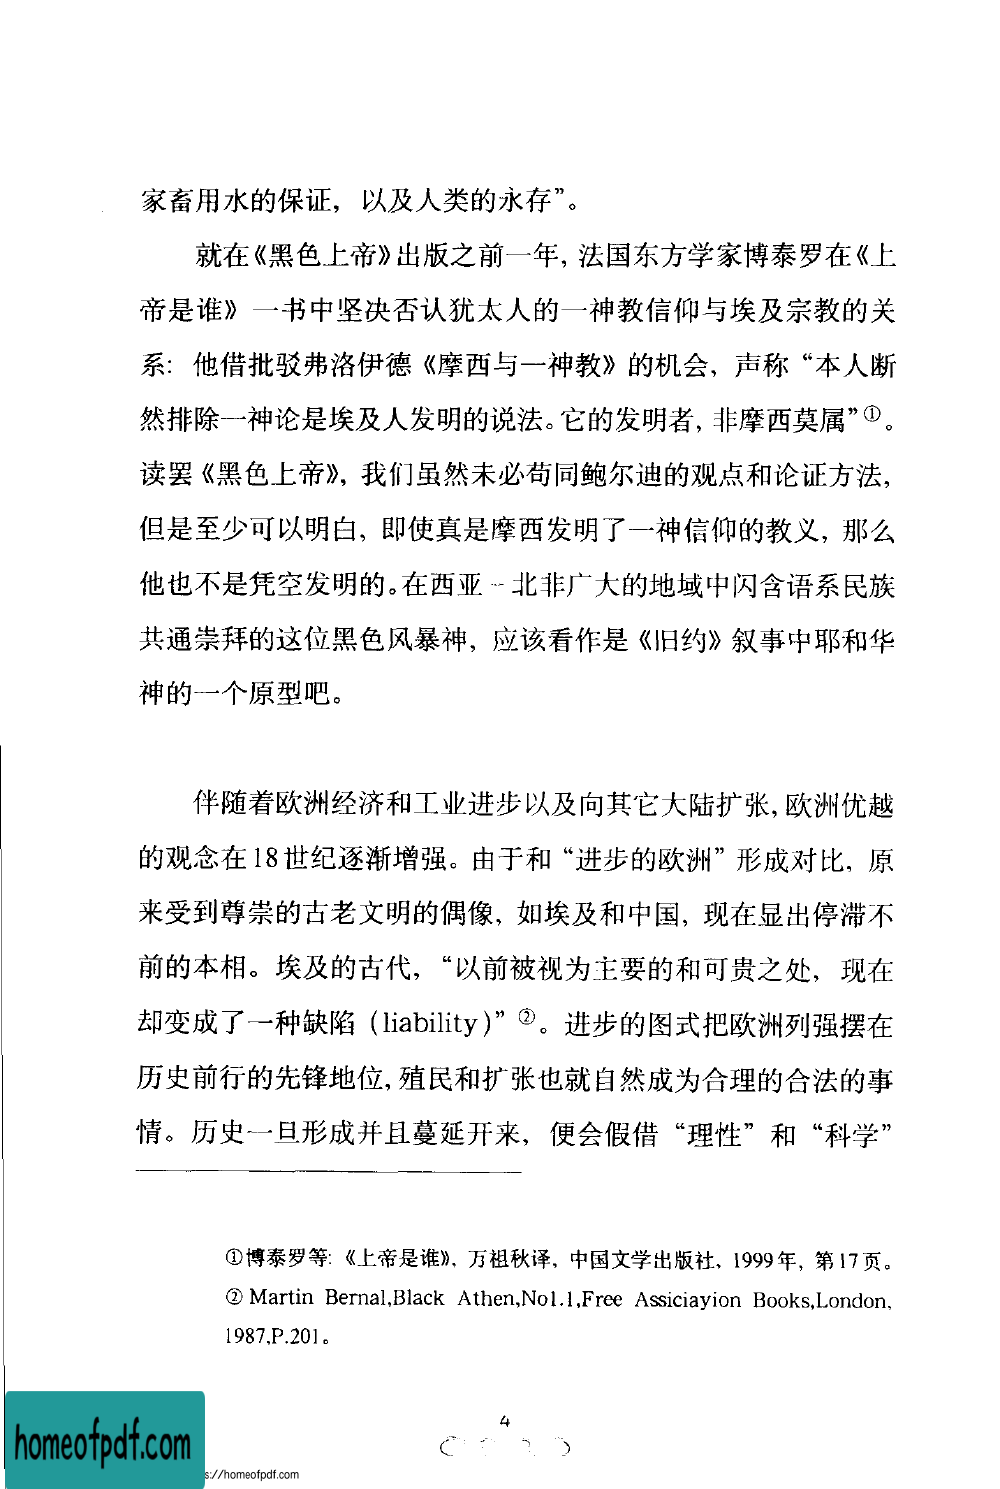 家畜用水的保证，以及人类的永存”。
就在《黑色上帝》出版之前一年，法国东方学家博泰罗在《上
帝是谁》一书中坚决否认犹太人的一神教信仰与埃及宗教的关
系：他借批驳弗洛伊德《摩西与一神教》的机会，声称“本人断
然排除一神论是埃及人发明的说法。它的发明者，非摩西莫属”①。
读罢《黑色上帝》，我们虽然未必苟同鲍尔迪的观点和论证方法，
但是至少可以明白，即使真是摩西发明了一神信仰的教义，那么
他也不是凭空发明的。在西亚－北非广大的地域中闪含语系民族
共通崇拜的这位黑色风暴神，应该看作是《旧约》叙事中耶和华
神的一个原型吧。
伴随着欧洲经济和工业进步以及向其它大陆扩张，欧洲优越
的观念在18世纪逐渐增强。由于和“进步的欧洲”形成对比，原
来受到尊崇的古老文明的偶像，如埃及和中国，现在显出停滞不
前的本相。埃及的古代，“以前被视为主要的和可贵之处，现在
却变成了一种缺陷（liability）”②。进步的图式把欧洲列强摆在
历史前行的先锋地位，殖民和扩张也就自然成为合理的合法的事
情。历史一旦形成并且蔓延开来，便会假借“理性”和“科学”
①博泰罗等：《上帝是谁》，万祖秋译，中国文学出版社，1999年，第17页。
② Martin Bernal,Black Athen,No1.1,Free Assiciayion Books,London,
1987,P.201。
4
homeofpdf.com
s://homeofpdf.com